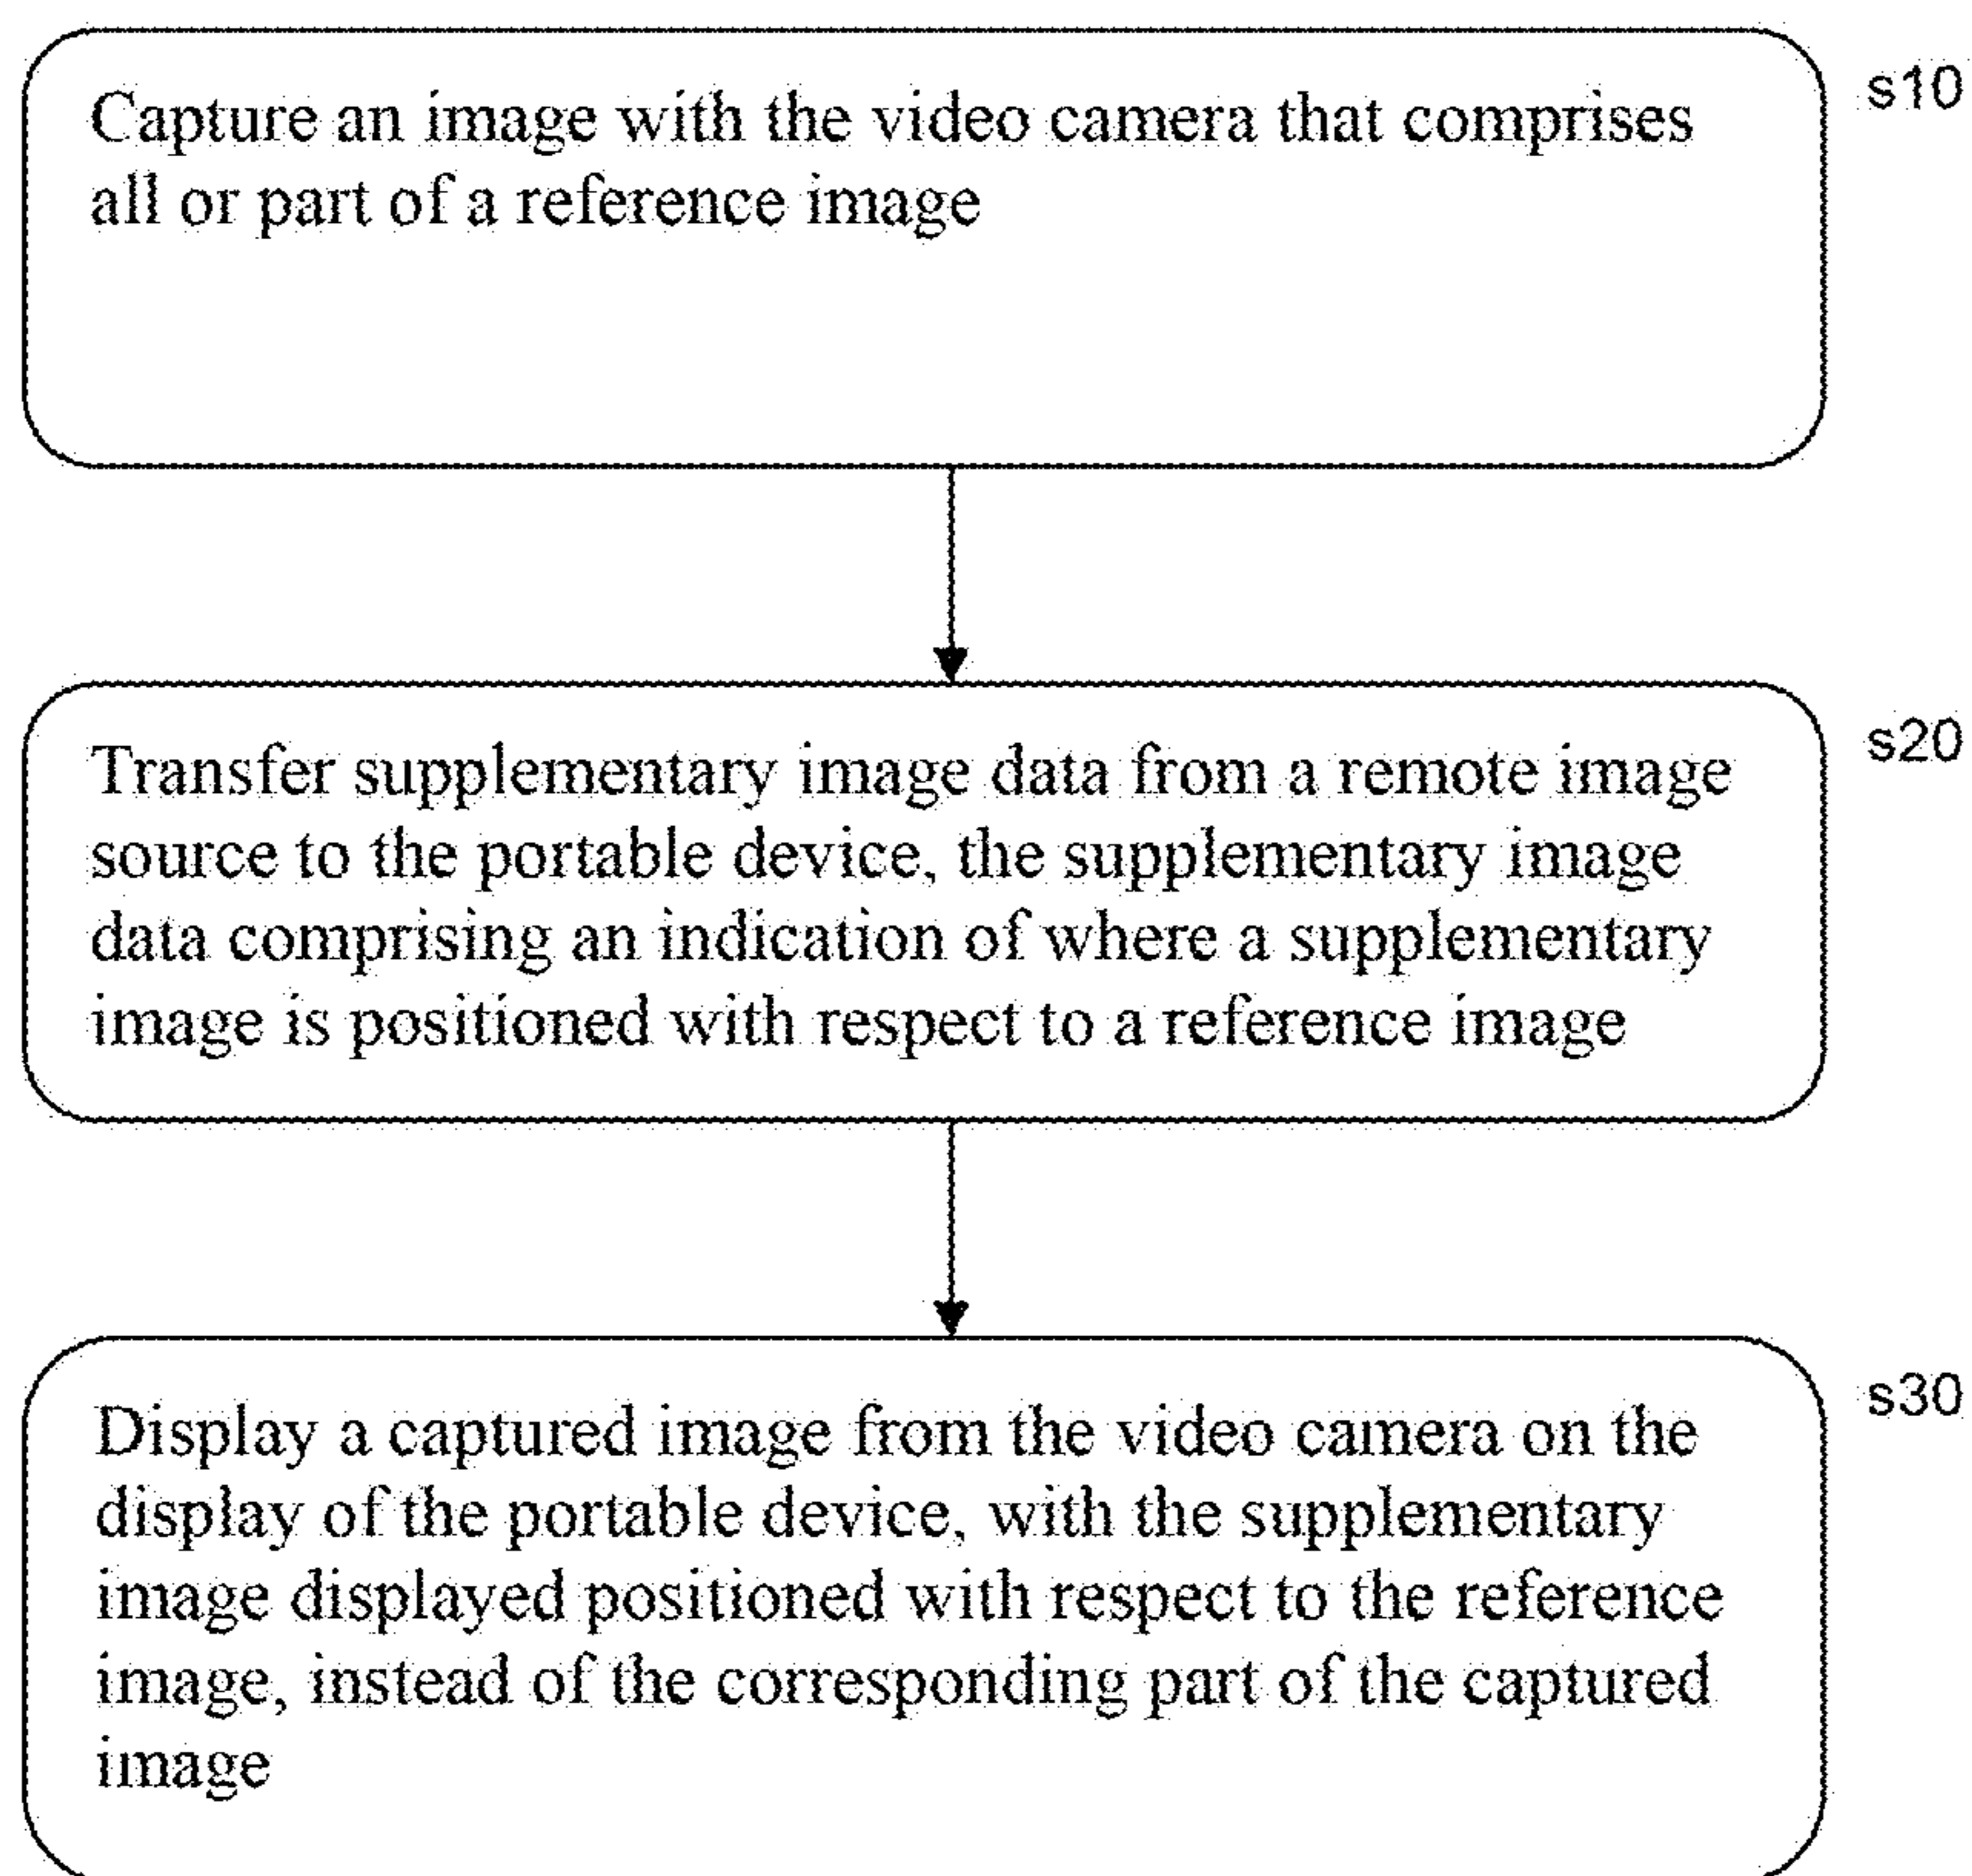 Capture an image with the video camera that comprises
all or part of a reference image
s10
Transfer supplementary image data from a remote image
source to the portable device, the supplementary image
data comprising an indication of where a supplementary
image is positioned with respect to a reference image
s20
Display a captured image from the video camera on the
display of the portable device, with the supplementary
image displayed positioned with respect to the reference
image, instead of the corresponding part of the captured
image
s30